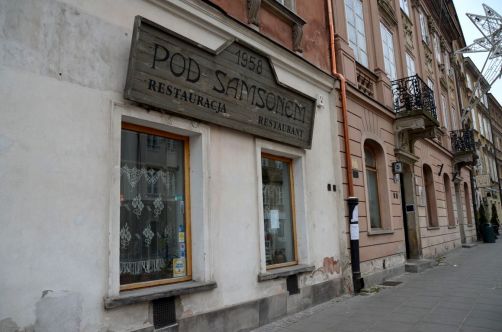 1958
POD SAMSONEM
RESTAURACJA
RESTAURANT